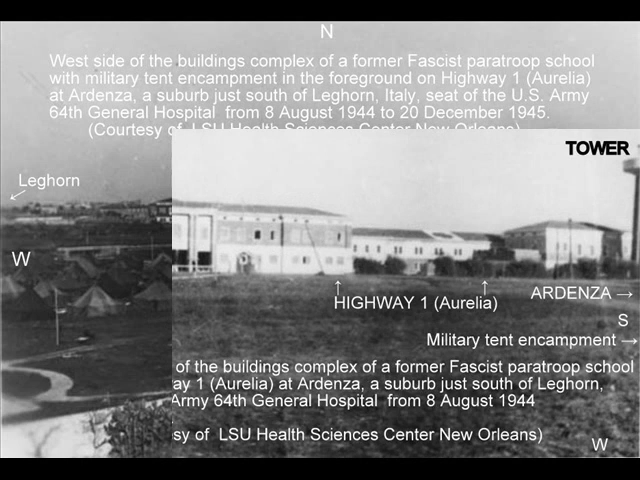 N
West side of the buildings complex of a former Fascist paratroop school
with military tent encampment in the foreground on Highway 1 (Aurelia)
at Ardenza, a suburb just south of Leghorn, Italy, seat of the U.S. Army
64th General Hospital from 8 August 1944 to 20 December 1945.
(Courtesy of LSU Health Sciences Center New Orleans)
TOWER
Leghorn
←
W
↑ ↑
HIGHWAY 1 (Aurelia)
ARDENZA →
S
Military tent encampment →
of the buildings complex of a former Fascist paratroop school
ay 1 (Aurelia) at Ardenza, a suburb just south of Leghorn,
Army 64th General Hospital from 8 August 1944
sy of LSU Health Sciences Center New Orleans)
W